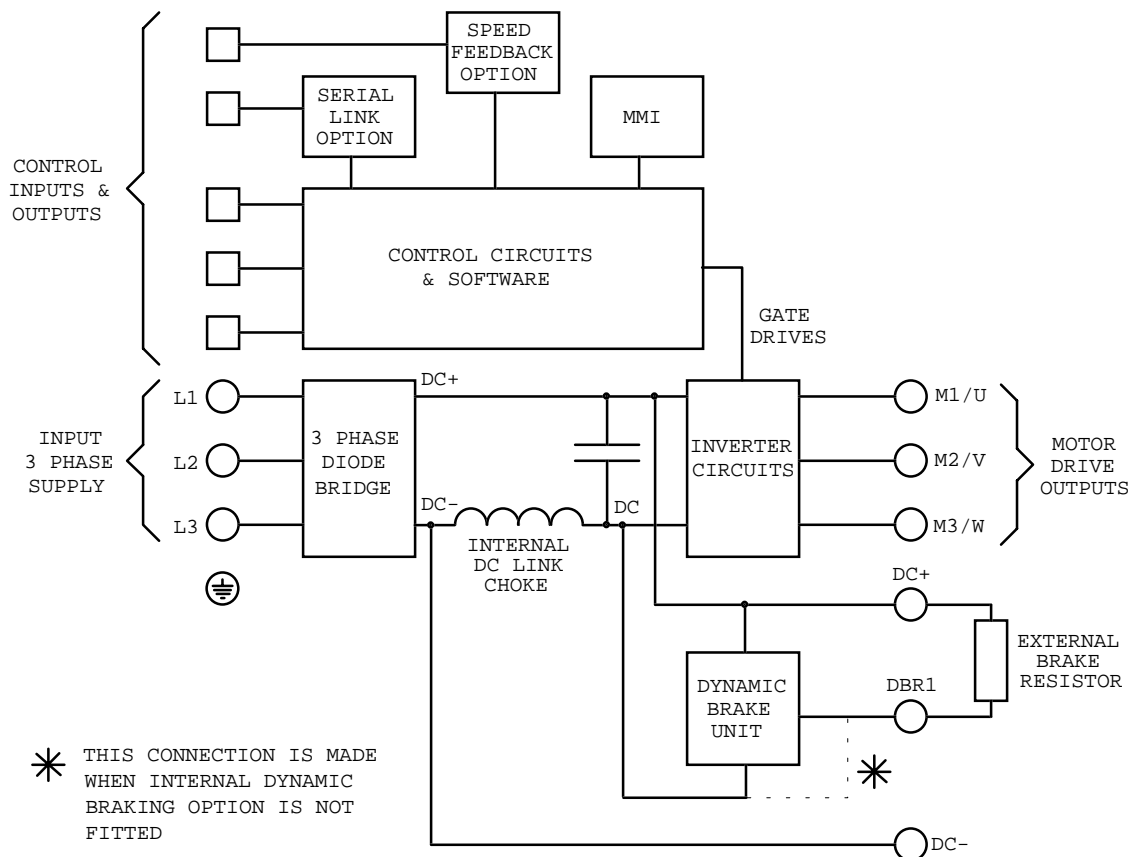 SPEED
FEEDBACK
OPTION
SERIAL
LINK
OPTION
MMI
CONTROL
INPUTS &
OUTPUTS
CONTROL CIRCUITS
& SOFTWARE
GATE
DRIVES
INPUT
3 PHASE
SUPPLY
L1
L2
L3
3 PHASE
DIODE
BRIDGE
DC+
DC-
INTERNAL
DC LINK
CHOKE
DC
INVERTER
CIRCUITS
M1/U
M2/V
M3/W
MOTOR
DRIVE
OUTPUTS
DC+
DYNAMIC
BRAKE
UNIT
DBR1
EXTERNAL
BRAKE
RESISTOR
THIS CONNECTION IS MADE
WHEN INTERNAL DYNAMIC
BRAKING OPTION IS NOT
FITTED
DC-